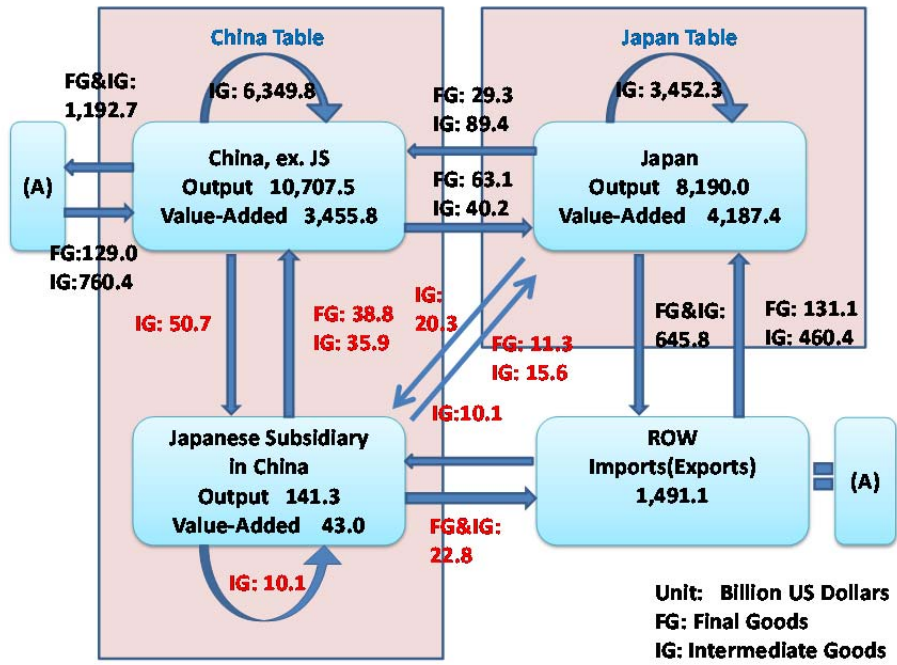 China Table
Japan Table
FG&IG:
1,192.7
IG: 6,349.8
FG: 29.3
IG: 89.4
IG: 3,452.3
(A)
China, ex. JS
Output 10,707.5
Value-Added 3,455.8
FG: 63.1
IG: 40.2
Japan
Output 8,190.0
Value-Added 4,187.4
FG:129.0
IG:760.4
IG: 50.7
FG: 38.8
IG: 35.9
IG:
20.3
FG: 11.3
IG: 15.6
FG&IG:
645.8
FG: 131.1
IG: 460.4
IG:10.1
Japanese Subsidiary
in China
Output 141.3
Value-Added 43.0
ROW
Imports(Exports)
1,491.1
(A)
FG&IG:
22.8
IG: 10.1
Unit: Billion US Dollars
FG: Final Goods
IG: Intermediate Goods